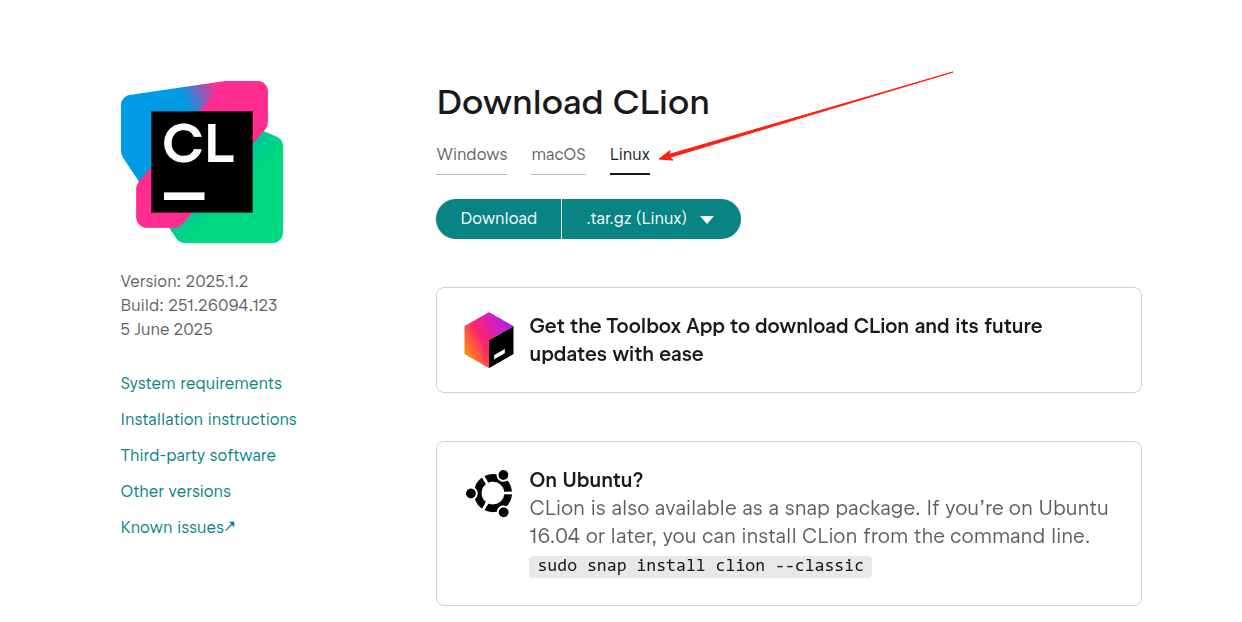 CL
Download CLion
Windows macOS Linux
Download .tar.gz (Linux)
Version: 2025.1.2
Build: 251.26094.123
5 June 2025
System requirements
Installation instructions
Third-party software
Other versions
Known issues↗
Get the Toolbox App to download CLion and its future
updates with ease
On Ubuntu?
CLion is also available as a snap package. If you’re on Ubuntu
16.04 or later, you can install CLion from the command line.
sudo snap install clion --classic